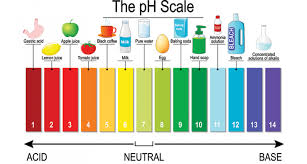 The pH Scale
Gastric acid
Apple juice
Black coffee
Pure water
Baking soda
Ammonia solution
BLEACH
Concentrated solutions of alkalis
Lemon juice
Tomato juice
Milk
Egg
Hand soap
Bleach
1 2 3 4 5 6 7 8 9 10 11 12 13 14
ACID NEUTRAL BASE